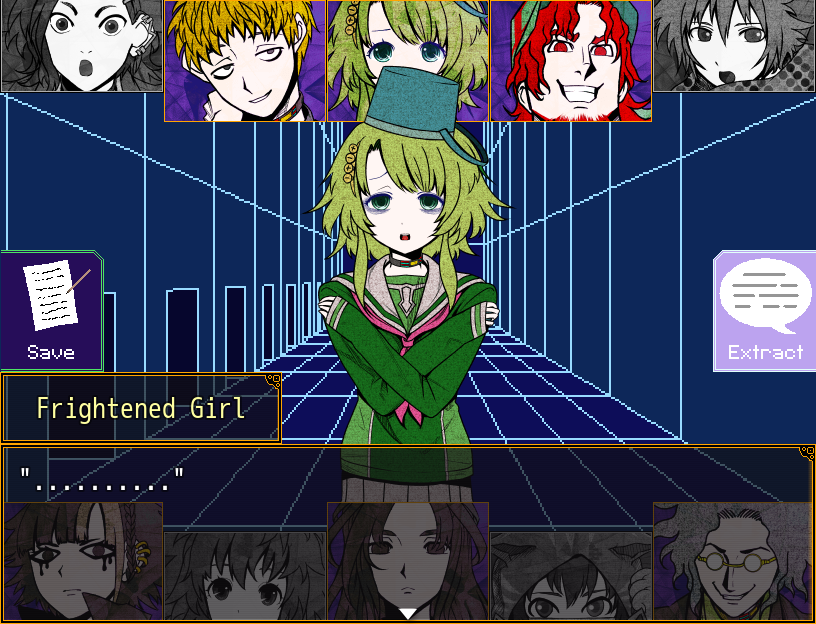 Save
Extract
Frightened Girl
".........."